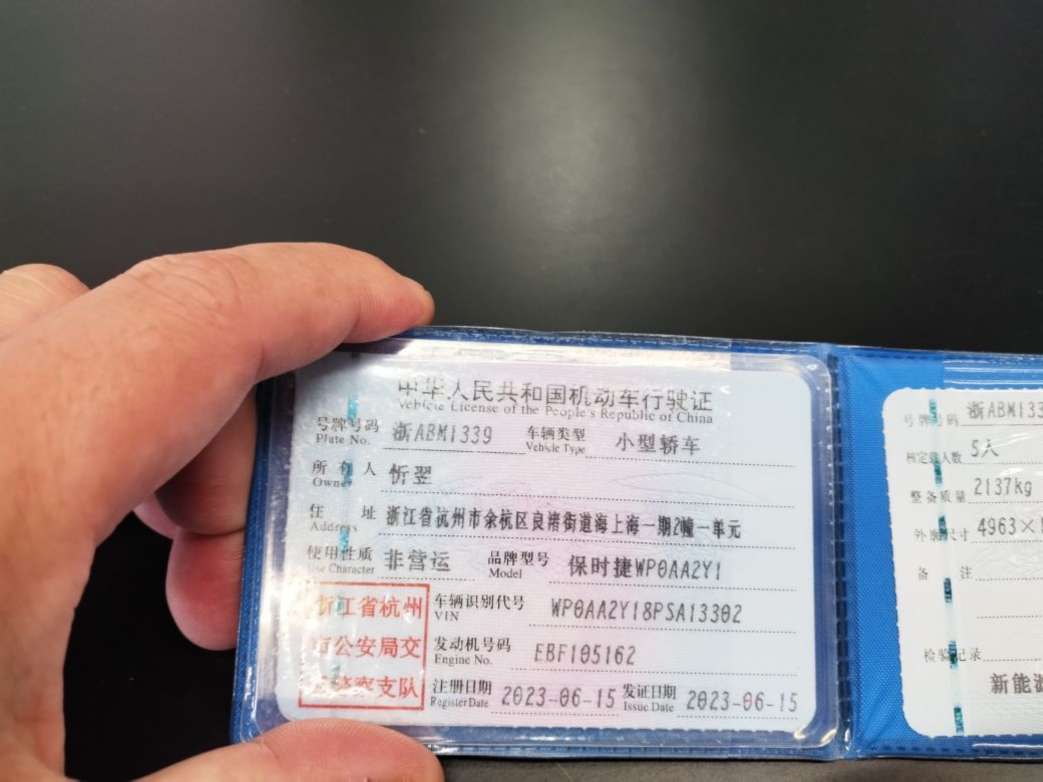 中华人民共和国机动车行驶证
Vehicle License of the People's Republic of China
号牌号码 浙ABM1339 车辆类型 小型轿车
Plate No. Vehicle Type
所有人 忻翌
Owner
住址 浙江省杭州市余杭区良渚街道海上海一期2幢一单元
Address
使用性质 非营运 品牌型号 保时捷WP0AA2Y1
Use Character Model
浙江省杭州
市公安局交
通警察支队
车辆识别代号 WP0AA2Y18PSA13302
VIN
发动机号码 EBF105162
Engine No.
注册日期 2023-06-15 发证日期 2023-06-15
Register Date Issue Date
号牌号码 浙ABM133
核定载人数 5人
整备质量 2137kg
外廓尺寸 4963×
备注
检验记录
新能源